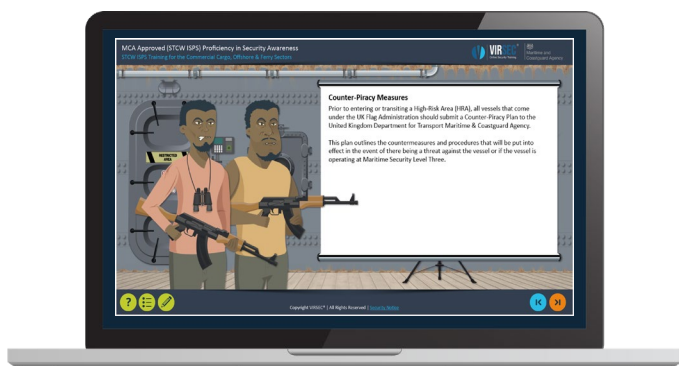 MCA Approved (STCW ISPS) Proficiency in Security Awareness
STCW ISPS Training for the Commercial Cargo, Offshore & Ferry Sectors
VIRSEC®
Maritime and
Coastguard Agency
RESTRICTED
AREA
Counter-Piracy Measures
Prior to entering or transiting a High-Risk Area (HRA), all vessels that come
under the UK Flag Administration should submit a Counter-Piracy Plan to the
United Kingdom Department for Transport Maritime & Coastguard Agency.
This plan outlines the countermeasures and procedures that will be put into
effect in the event of there being a threat against the vessel or if the vessel is
operating at Maritime Security Level Three.
?
Copyright VIRSEC® | All Rights Reserved | Security Notice